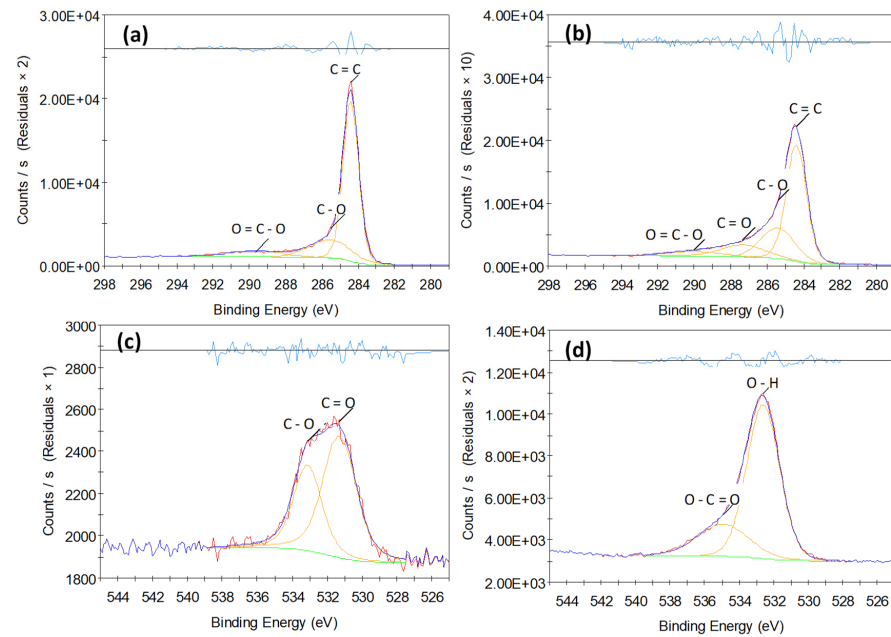 (a)
Counts / s (Residuals × 2)
3.00E+04
2.00E+04
1.00E+04
0.00E+00
C = C
C - O
O = C - O
298 296 294 292 290 288 286 284 282 280
Binding Energy (eV)
(b)
Counts / s (Residuals × 10)
4.00E+04
3.00E+04
2.00E+04
1.00E+04
0.00E+00
C = C
C - O
C = O
O = C - O
298 296 294 292 290 288 286 284 282 280
Binding Energy (eV)
(c)
Counts / s (Residuals × 1)
3000
2800
2600
2400
2200
2000
1800
C = O
C - O
544 542 540 538 536 534 532 530 528 526
Binding Energy (eV)
(d)
Counts / s (Residuals × 2)
1.40E+04
1.20E+04
1.00E+04
8.00E+03
6.00E+03
4.00E+03
2.00E+03
O - H
O - C = O
544 542 540 538 536 534 532 530 528 526
Binding Energy (eV)